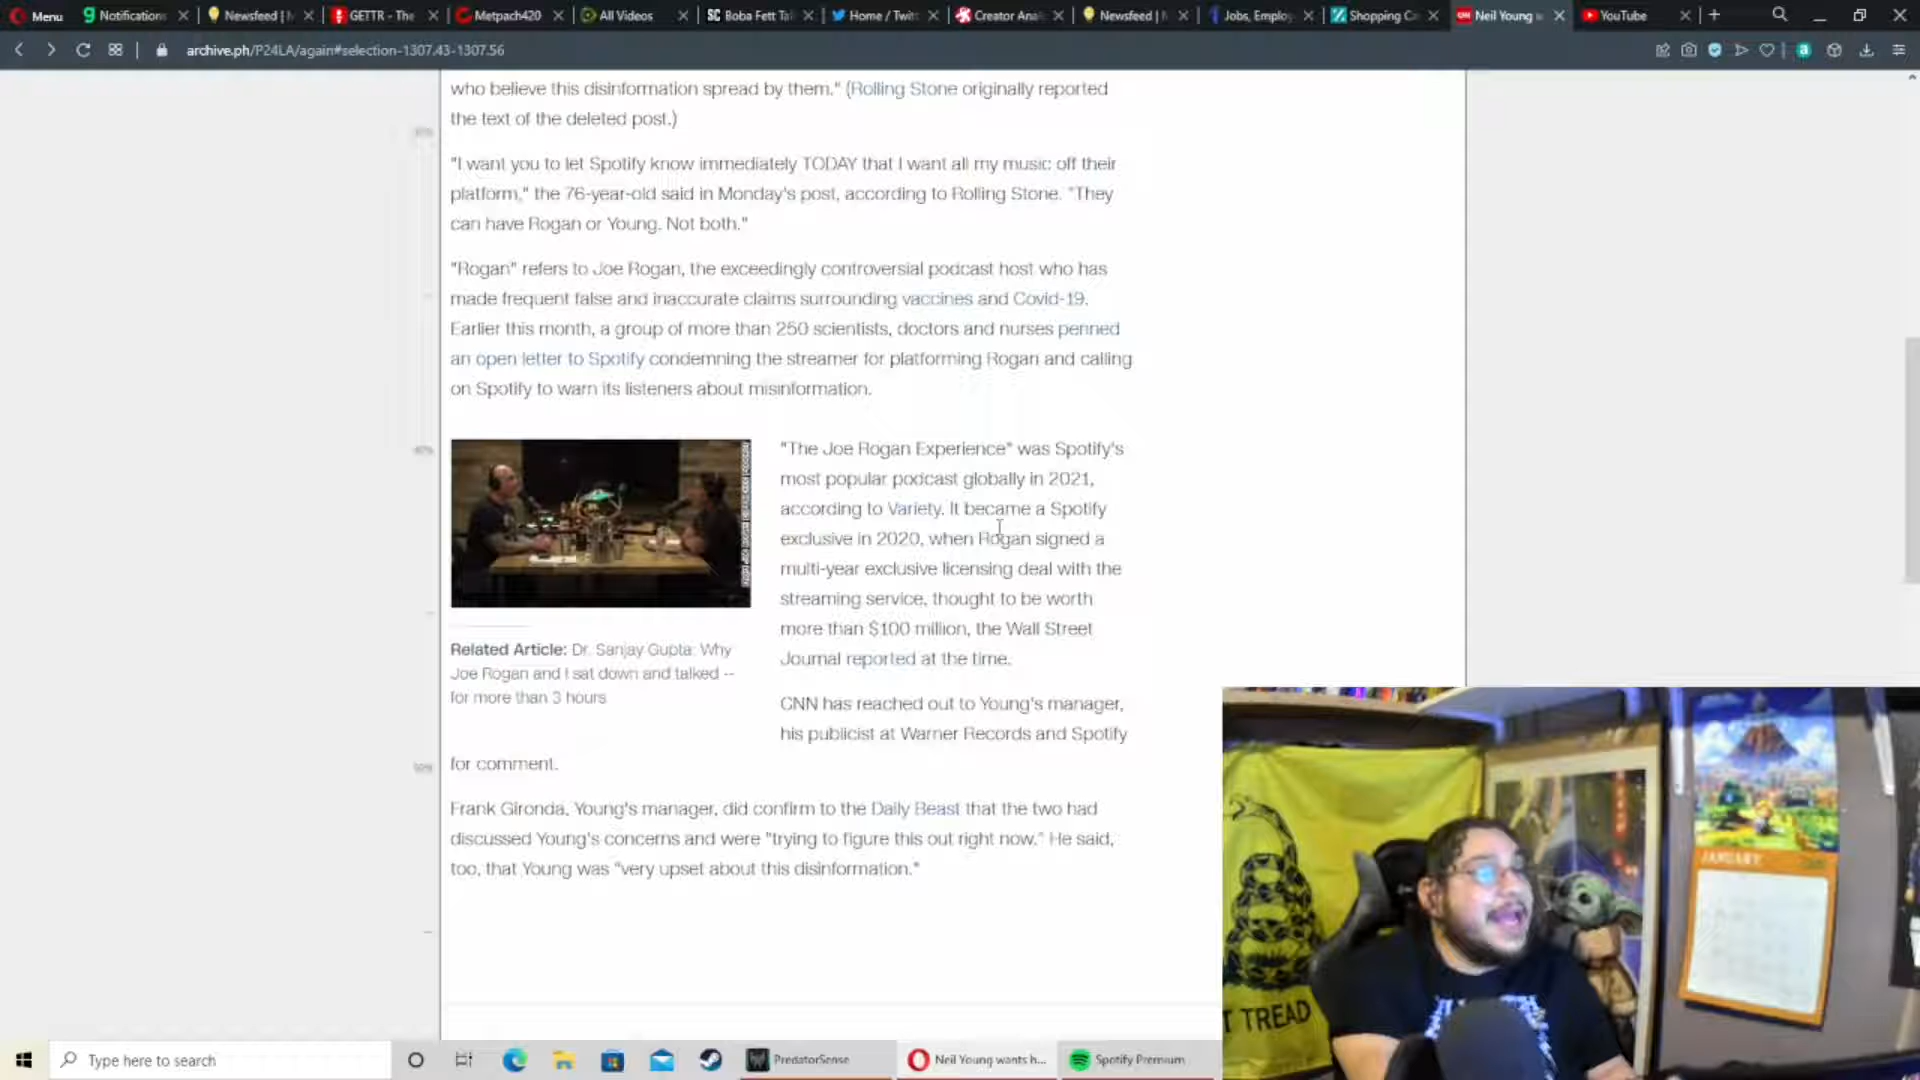 Menu
Notifications
Newsfeed |
GETTR - The
Metpach420
All Videos
SC Boba Fett Tal
Home / Twit
Creator Ana
Newsfeed |
Jobs, Employ
Shopping Ca
Neil Young w
YouTube
archive.ph/P24LA/again#selection-1307.43-1307.56
who believe this disinformation spread by them." (Rolling Stone originally reported
the text of the deleted post.)
"I want you to let Spotify know immediately TODAY that I want all my music off their
platform," the 76-year-old said in Monday's post, according to Rolling Stone. "They
can have Rogan or Young. Not both."
"Rogan" refers to Joe Rogan, the exceedingly controversial podcast host who has
made frequent false and inaccurate claims surrounding vaccines and Covid-19.
Earlier this month, a group of more than 250 scientists, doctors and nurses penned
an open letter to Spotify condemning the streamer for platforming Rogan and calling
on Spotify to warn its listeners about misinformation.
"The Joe Rogan Experience" was Spotify's
most popular podcast globally in 2021,
according to Variety. It became a Spotify
exclusive in 2020, when Rogan signed a
multi-year exclusive licensing deal with the
streaming service, thought to be worth
more than $100 million, the Wall Street
Journal reported at the time.
Related Article: Dr. Sanjay Gupta: Why
Joe Rogan and I sat down and talked --
for more than 3 hours
CNN has reached out to Young's manager,
his publicist at Warner Records and Spotify
for comment.
Frank Gironda, Young's manager, did confirm to the Daily Beast that the two had
discussed Young's concerns and were "trying to figure this out right now." He said,
too, that Young was "very upset about this disinformation."
JANUARY
T TREAD
Type here to search
PredatorSense
Neil Young wants h...
Spotify Premium